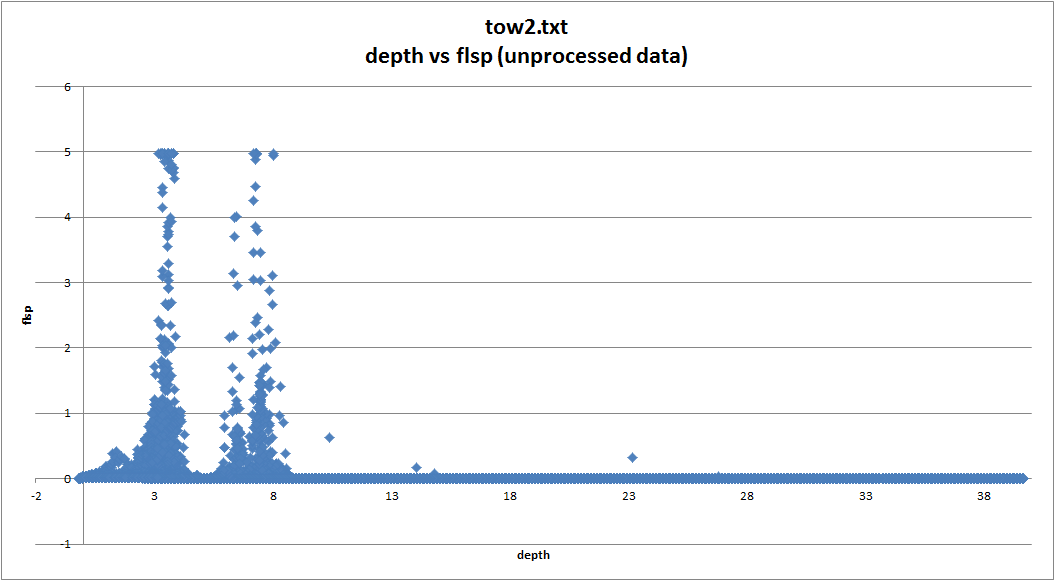 tow2.txt
depth vs flsp (unprocessed data)
6
5
4
3
2
1
0
-1
flsp
-2 3 8 13 18 23 28 33 38
depth